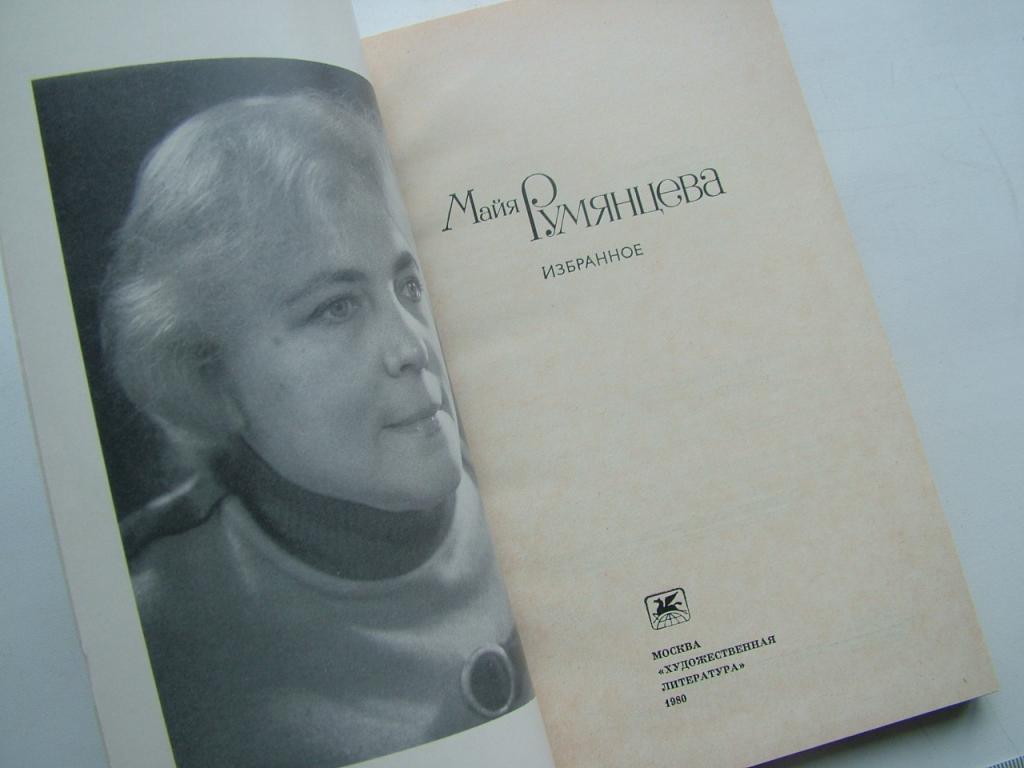 Майя Румянцева
ИЗБРАННОЕ
МОСКВА
«ХУДОЖЕСТВЕННАЯ
ЛИТЕРАТУРА»
1980